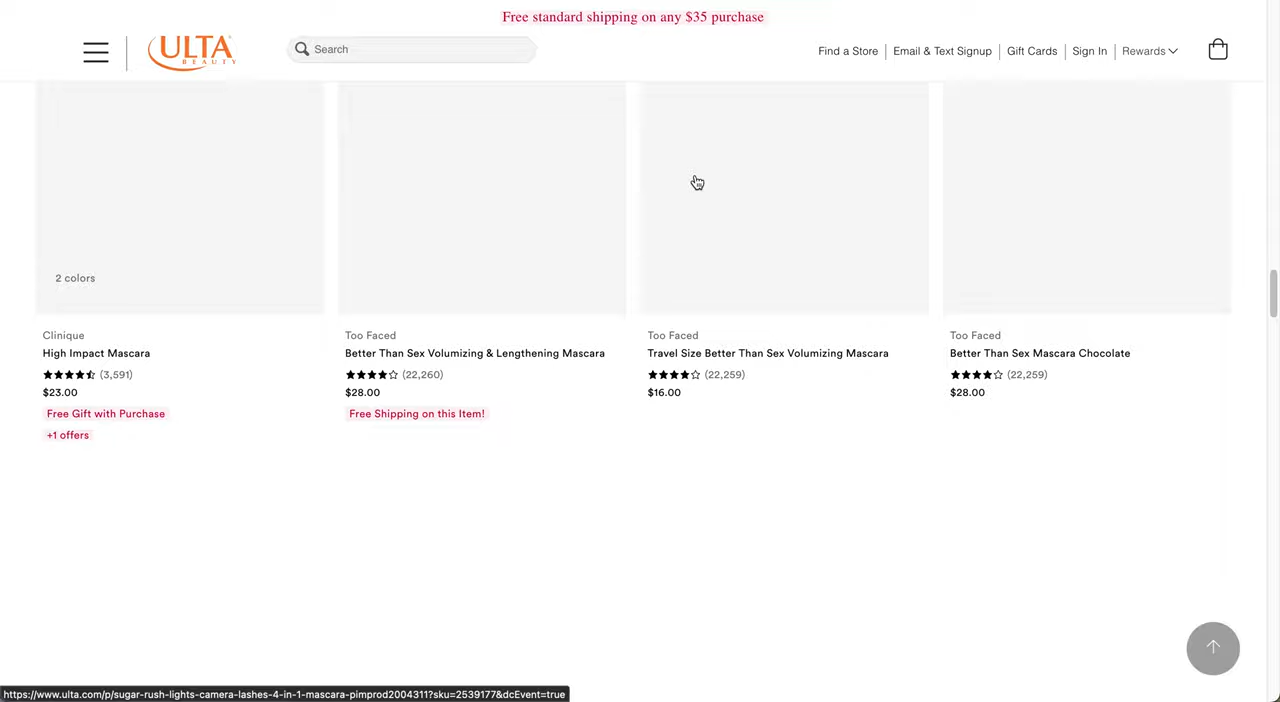 Free standard shipping on any $35 purchase
ULTA
BEAUTY
Search
Find a Store
Email & Text Signup
Gift Cards
Sign In
Rewards
2 colors
Clinique
High Impact Mascara
(3,591)
$23.00
Free Gift with Purchase
+1 offers
Too Faced
Better Than Sex Volumizing & Lengthening Mascara
(22,260)
$28.00
Free Shipping on this Item!
Too Faced
Travel Size Better Than Sex Volumizing Mascara
(22,259)
$16.00
Too Faced
Better Than Sex Mascara Chocolate
(22,259)
$28.00
https://www.ulta.com/p/sugar-rush-lights-camera-lashes-4-in-1-mascara-pimprod2004311?sku=2539177&dcEvent=true